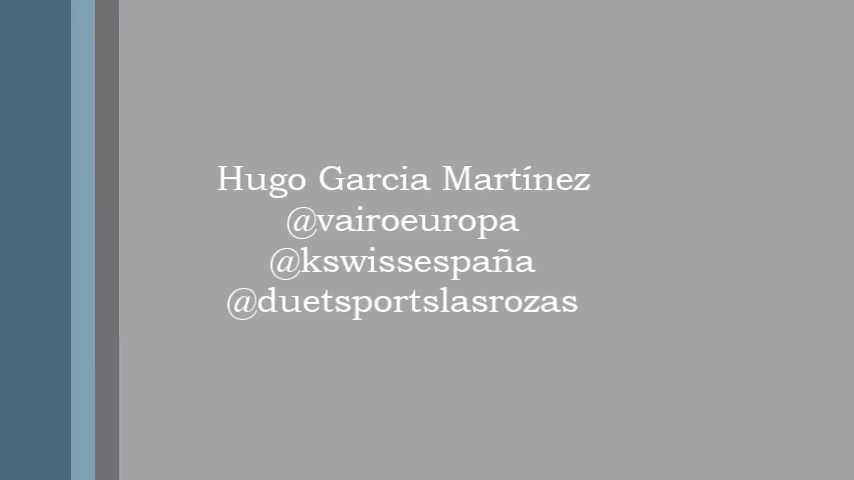 Hugo Garcia Martínez
@vairoeuropa
@kswissespaña
@duetsportslasrozas